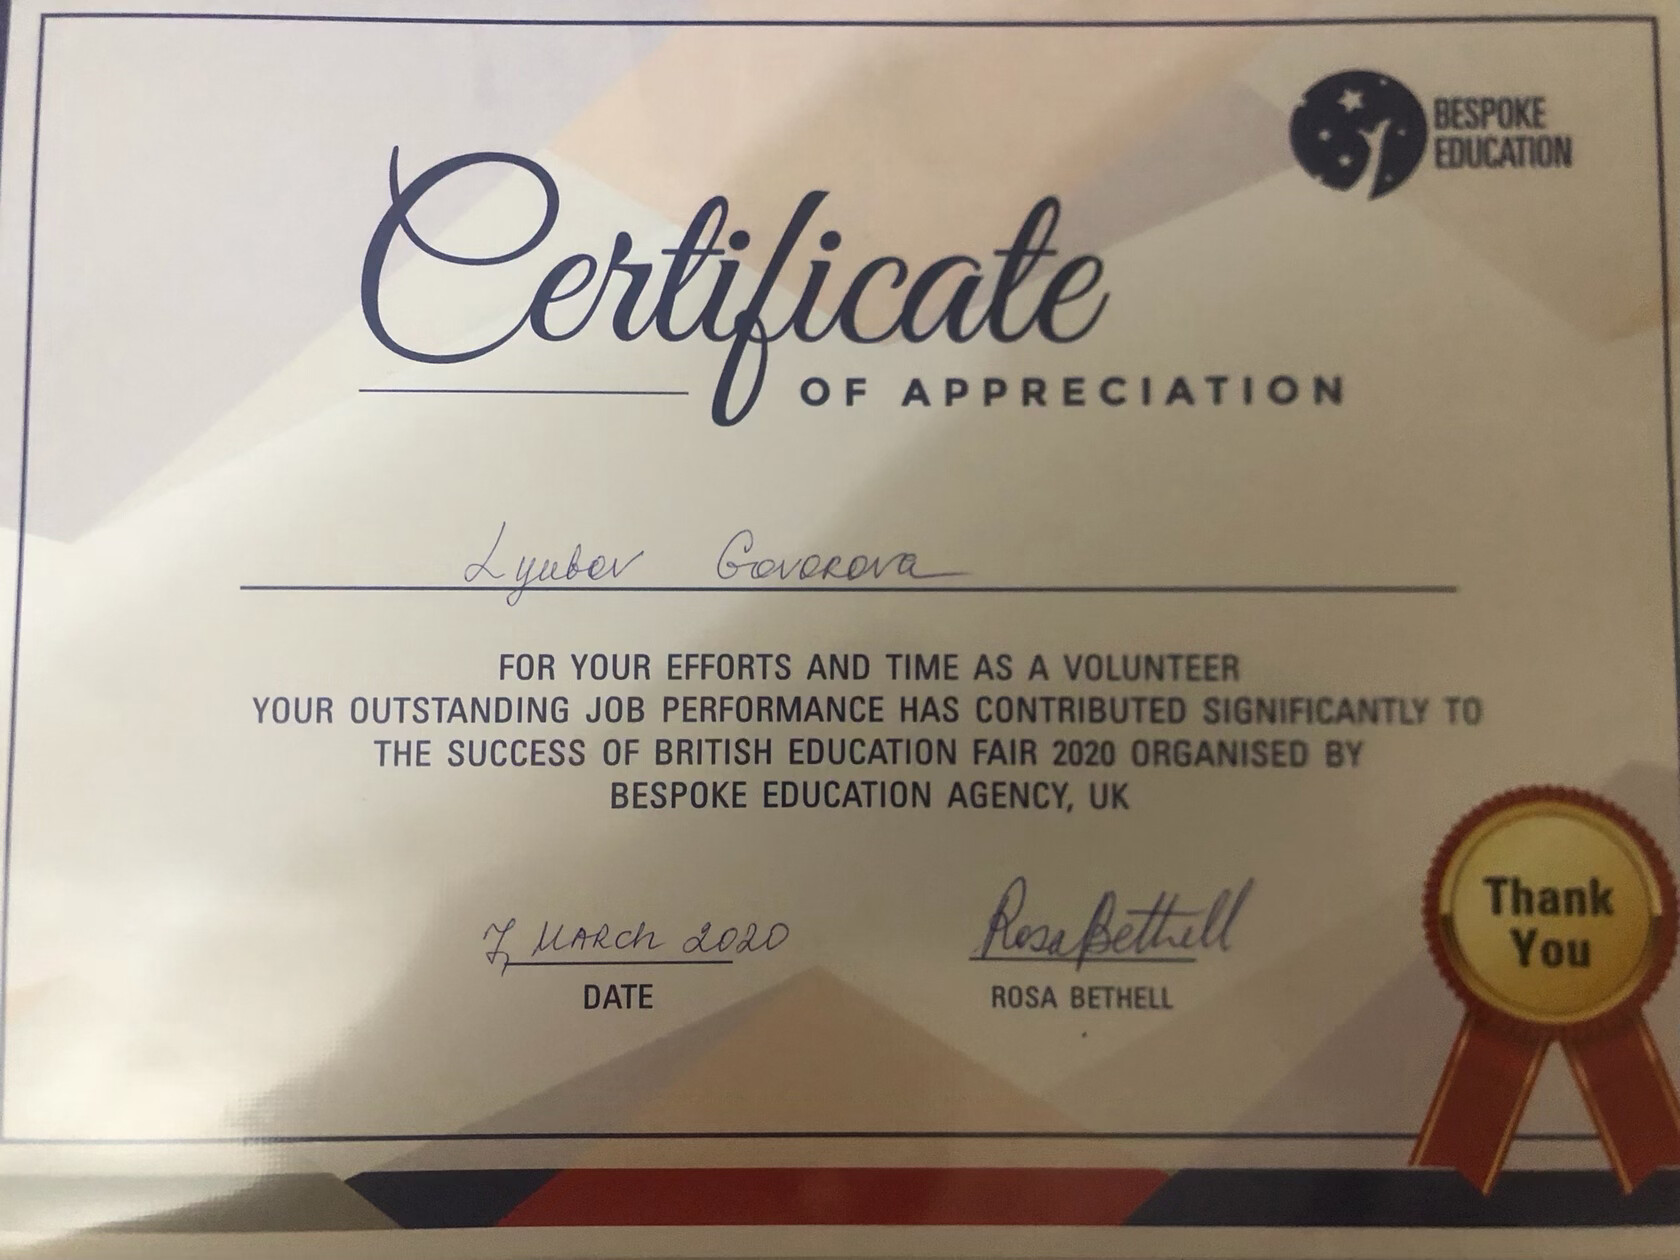 BESPOKE
EDUCATION
Certificate
OF APPRECIATION
Lyubov Govorova
FOR YOUR EFFORTS AND TIME AS A VOLUNTEER
YOUR OUTSTANDING JOB PERFORMANCE HAS CONTRIBUTED SIGNIFICANTLY TO
THE SUCCESS OF BRITISH EDUCATION FAIR 2020 ORGANISED BY
BESPOKE EDUCATION AGENCY, UK
7 MARCH 2020
Rosa Bethell
DATE
ROSA BETHELL
Thank
You